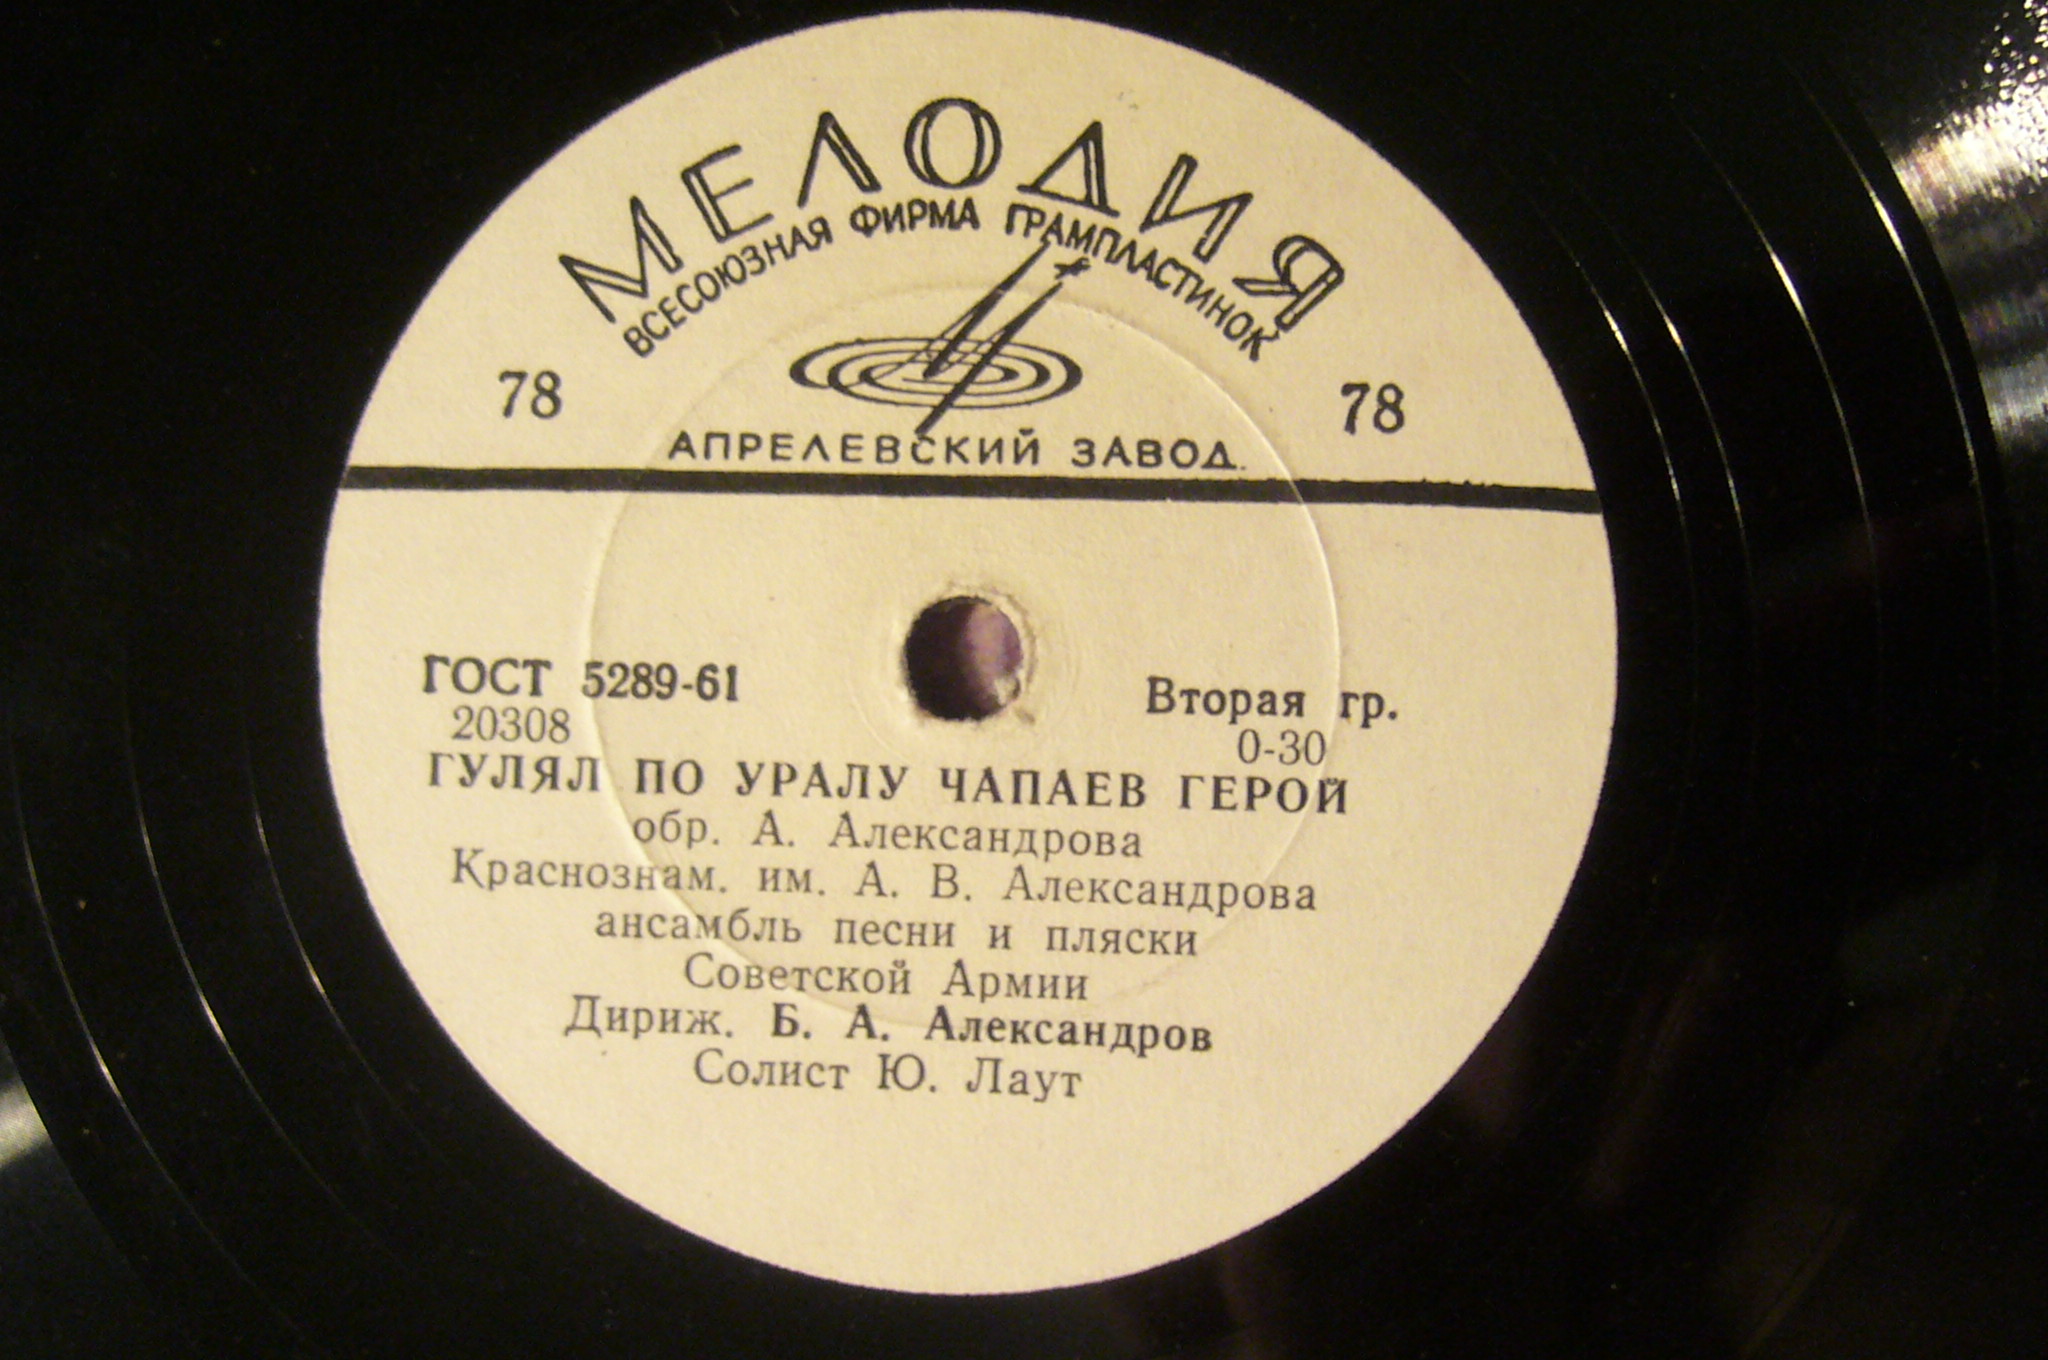 МЕЛОДИЯ
ВСЕСОЮЗНАЯ ФИРМА ГРАМПЛАСТИНОК
78 78
АПРЕЛЕВСКИЙ ЗАВОД.
ГОСТ 5289-61 Вторая гр.
20308 0-30
ГУЛЯЛ ПО УРАЛУ ЧАПАЕВ ГЕРОЙ
обр. А. Александрова
Краснознам. им. А. В. Александрова
ансамбль песни и пляски
Советской Армии
Дириж. Б. А. Александров
Солист Ю. Лаут